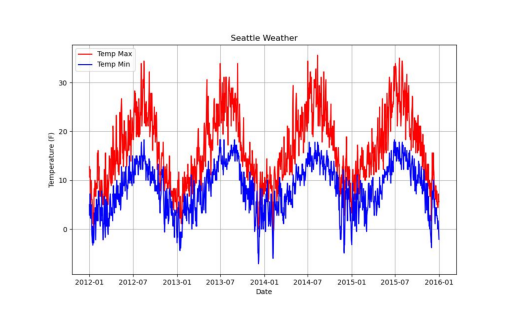 Seattle Weather
Temp Max
Temp Min
30
20
10
0
Temperature (F)
2012-01 2012-07 2013-01 2013-07 2014-01 2014-07 2015-01 2015-07 2016-01
Date